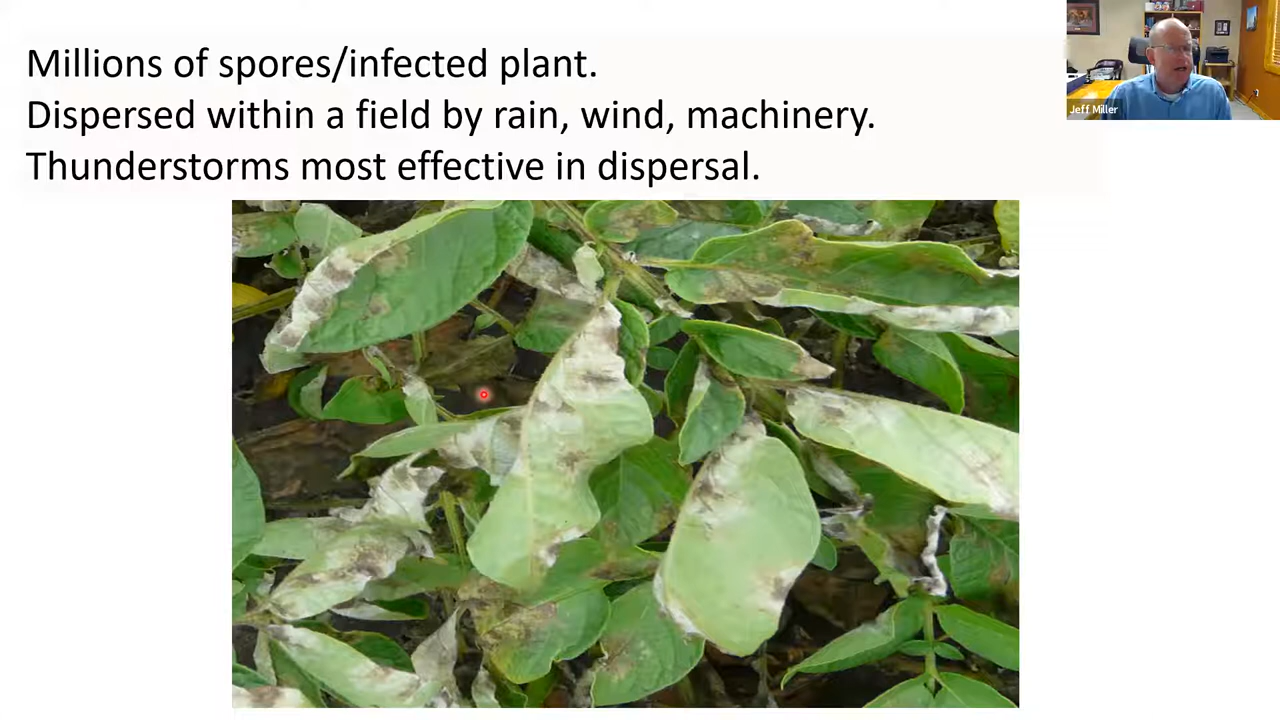 Millions of spores/infected plant.
Dispersed within a field by rain, wind, machinery.
Thunderstorms most effective in dispersal.
Jeff Miller